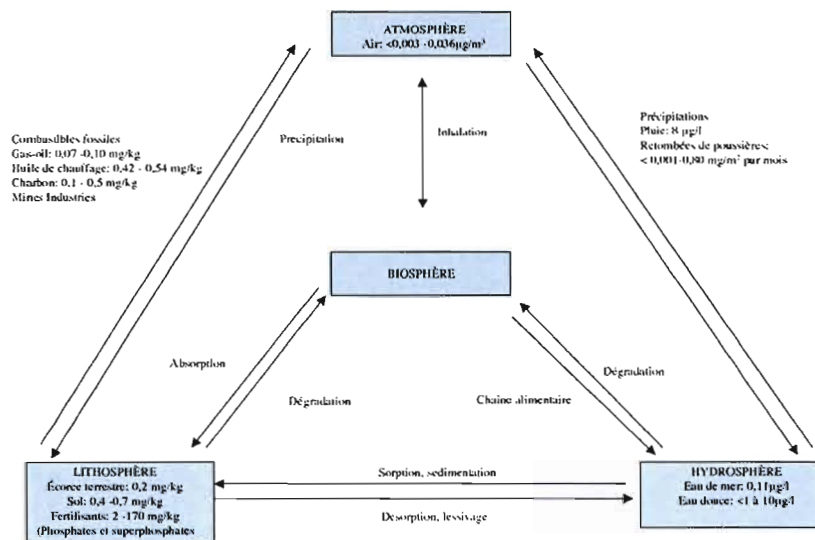 ATMOSPHÈRE
Air: <0,003 -0,036µg/m³
Combustibles fossiles
Gas-oil: 0,07 -0,10 mg/kg
Huile de chauffage: 0,42 - 0,54 mg/kg
Charbon: 0,1 - 0,5 mg/kg
Mines Industries
Précipitation
Inhalation
Précipitations
Pluie: 8 µg/l
Retombées de poussières:
< 0,001-0,80 mg/m² par mois
BIOSPHÈRE
Absorption
Dégradation
Chaîne alimentaire
Dégradation
LITHOSPHÈRE
Écorce terrestre: 0,2 mg/kg
Sol: 0,4 -0,7 mg/kg
Fertilisants: 2 -170 mg/kg
(Phosphates et superphosphates
Sorption, sedimentation
Desorption, lessivage
HYDROSPHÈRE
Eau de mer: 0,11µg/l
Eau douce: <1 à 10µg/l